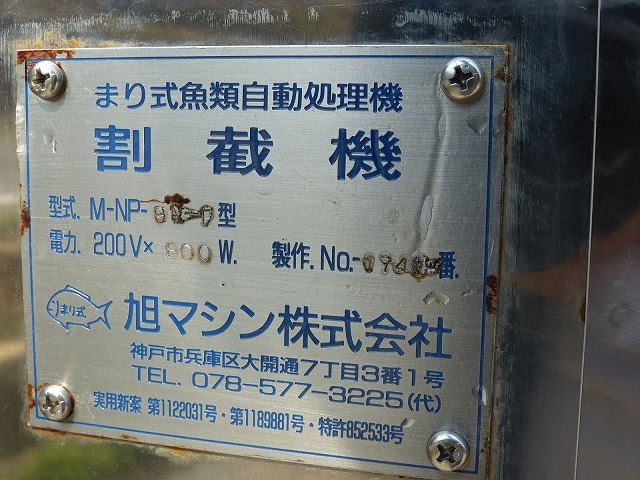 まり式魚類自動処理機
割截機
型式. M-NP-型
電力. 200V× 800W. 製作. No.-番.
まり式
旭マシン株式会社
神戸市兵庫区大開通7丁目3番1号
TEL. 078-577-3225(代)
実用新案 第1122031号・第1189881号・特許852533号